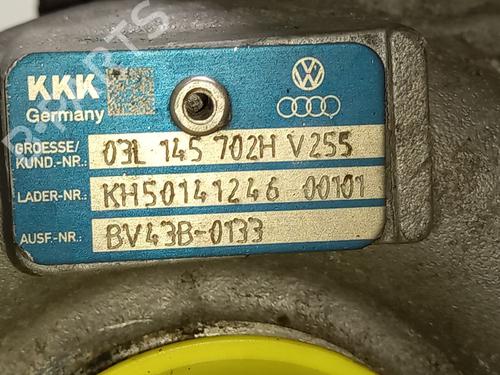 KKK
Germany
GROESSE/
KUND.-NR.: 03L 145 702H V255
LADER-NR.: KH50141246 00101
AUSF.-NR.: BV43B-0133